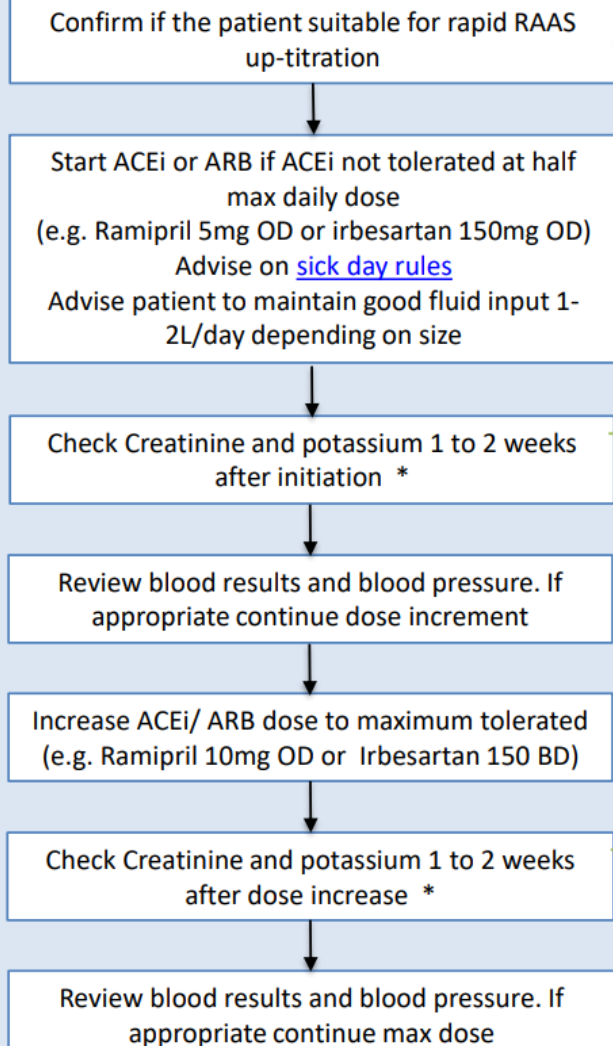 Confirm if the patient suitable for rapid RAAS
up-titration
Start ACEi or ARB if ACEi not tolerated at half
max daily dose
(e.g. Ramipril 5mg OD or irbesartan 150mg OD)
Advise on sick day rules
Advise patient to maintain good fluid input 1-
2L/day depending on size
Check Creatinine and potassium 1 to 2 weeks
after initiation *
Review blood results and blood pressure. If
appropriate continue dose increment
Increase ACEi/ ARB dose to maximum tolerated
(e.g. Ramipril 10mg OD or Irbesartan 150 BD)
Check Creatinine and potassium 1 to 2 weeks
after dose increase *
Review blood results and blood pressure. If
appropriate continue max dose